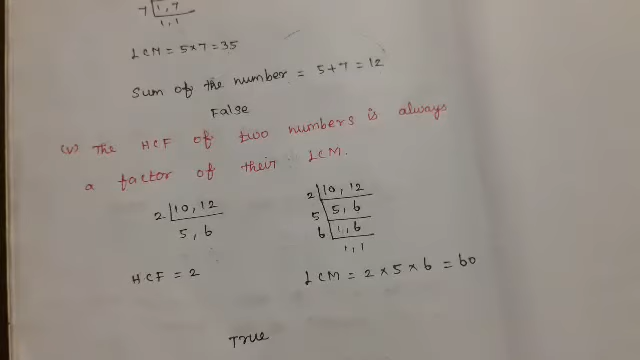 7 | 1, 7
1, 1
LCM = 5 × 7 = 35
Sum of the number = 5 + 7 = 12
False
(v) The HCF of two numbers is always
a factor of their LCM.
2 | 10, 12
5, 6
2 | 10, 12
5 | 5, 6
6 | 1, 6
1, 1
HCF = 2
LCM = 2 × 5 × 6 = 60
True